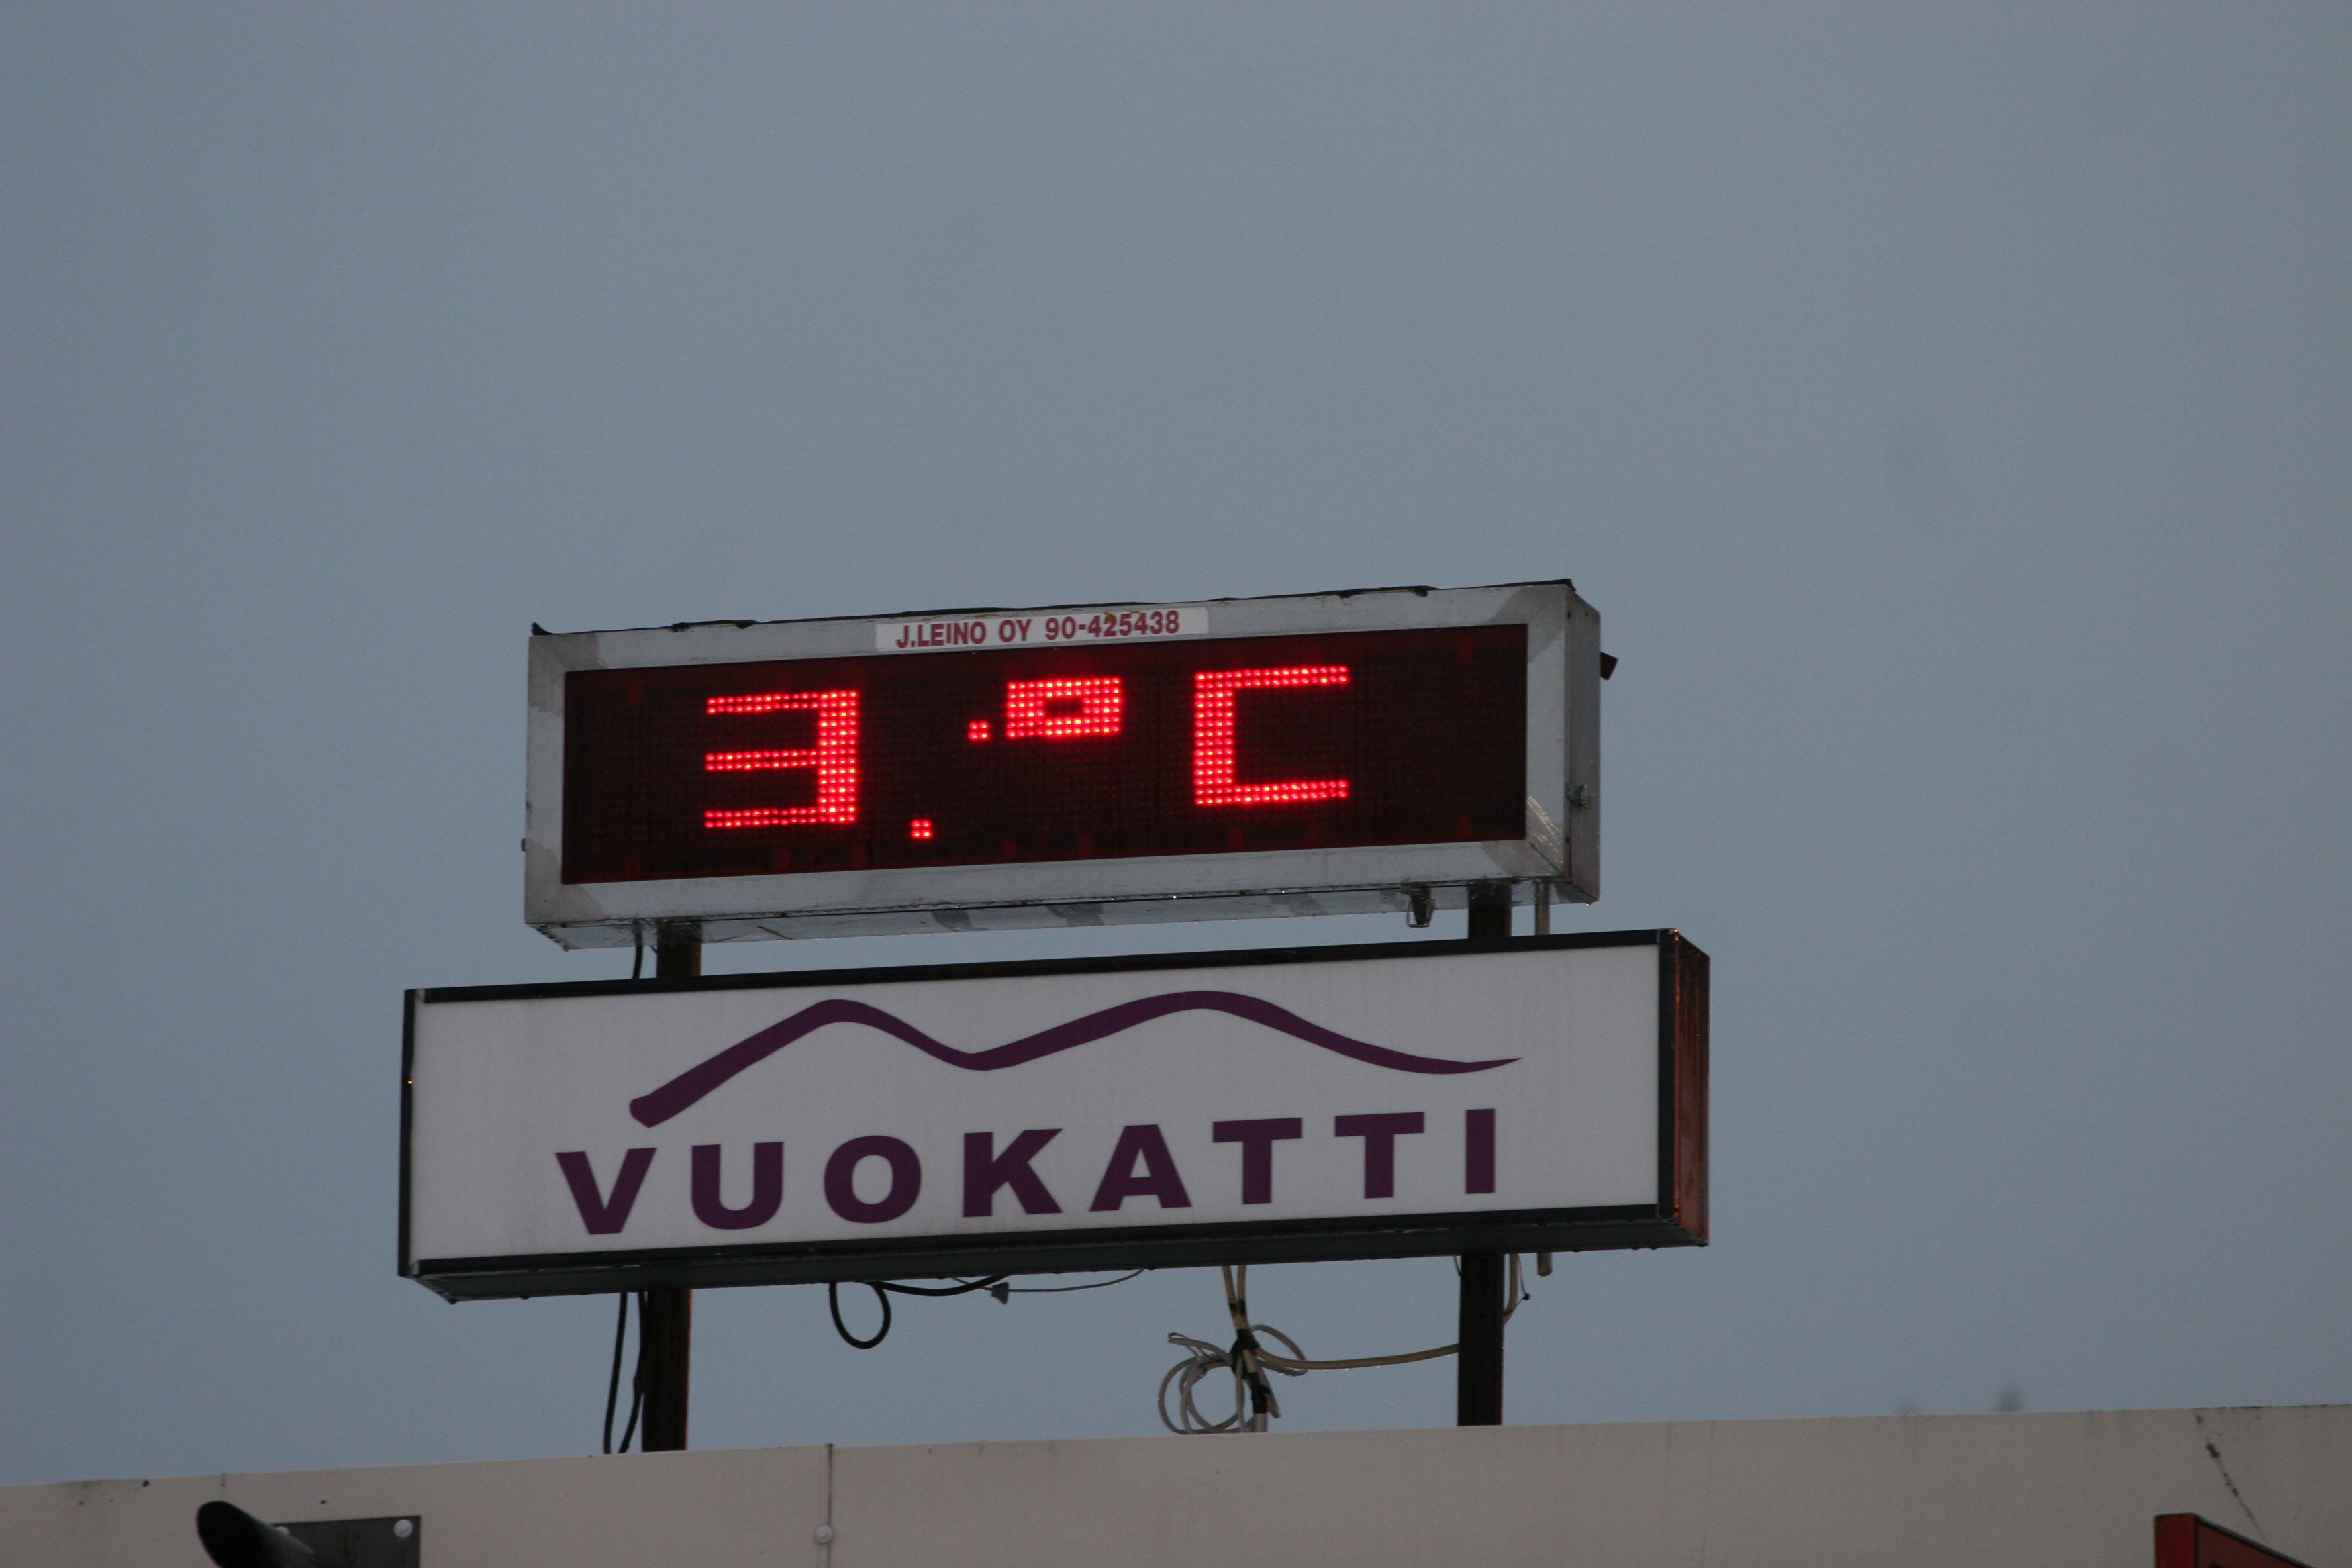 J.LEINO OY 90-425438
3. °C
VUOKATTI